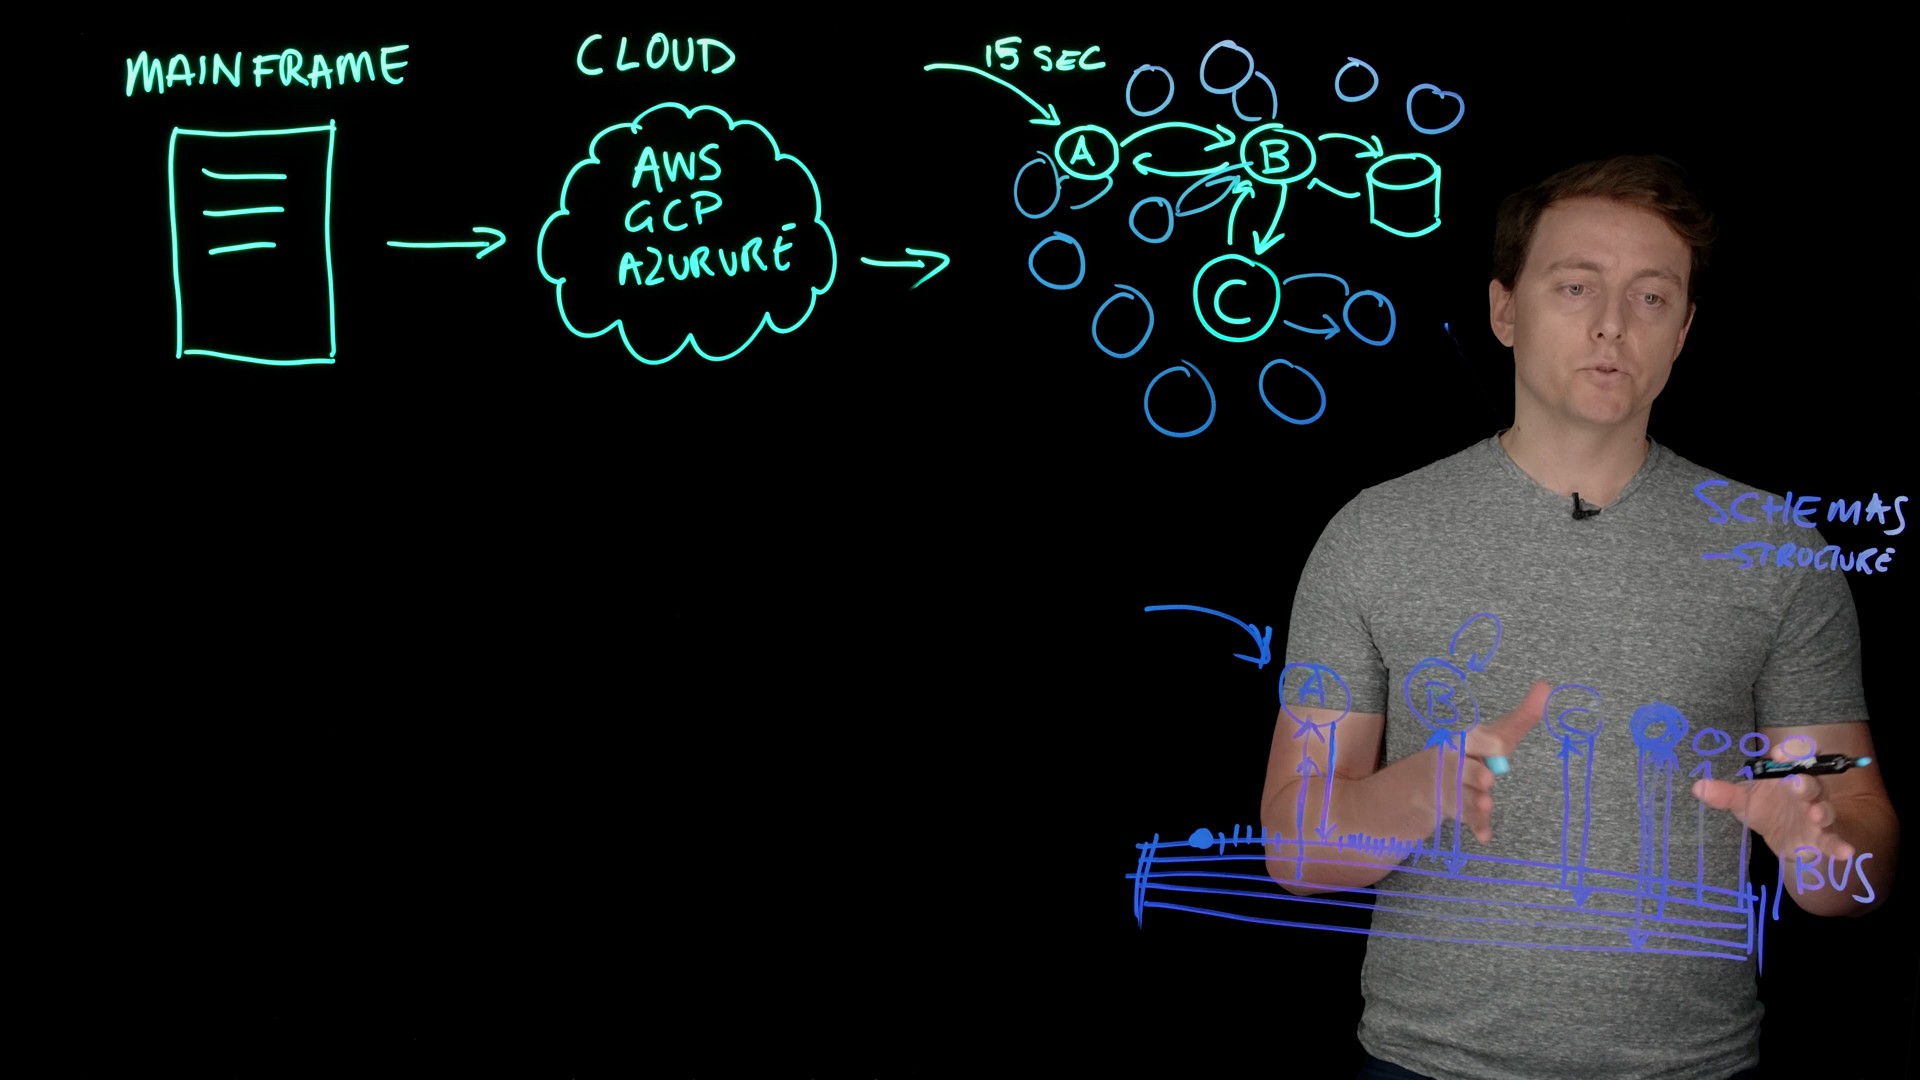 MAINFRAME
CLOUD
AWS
GCP
AZURURE
15 SEC
A
B
C
SCHEMAS
- STRUCTURE
A
B
C
BUS